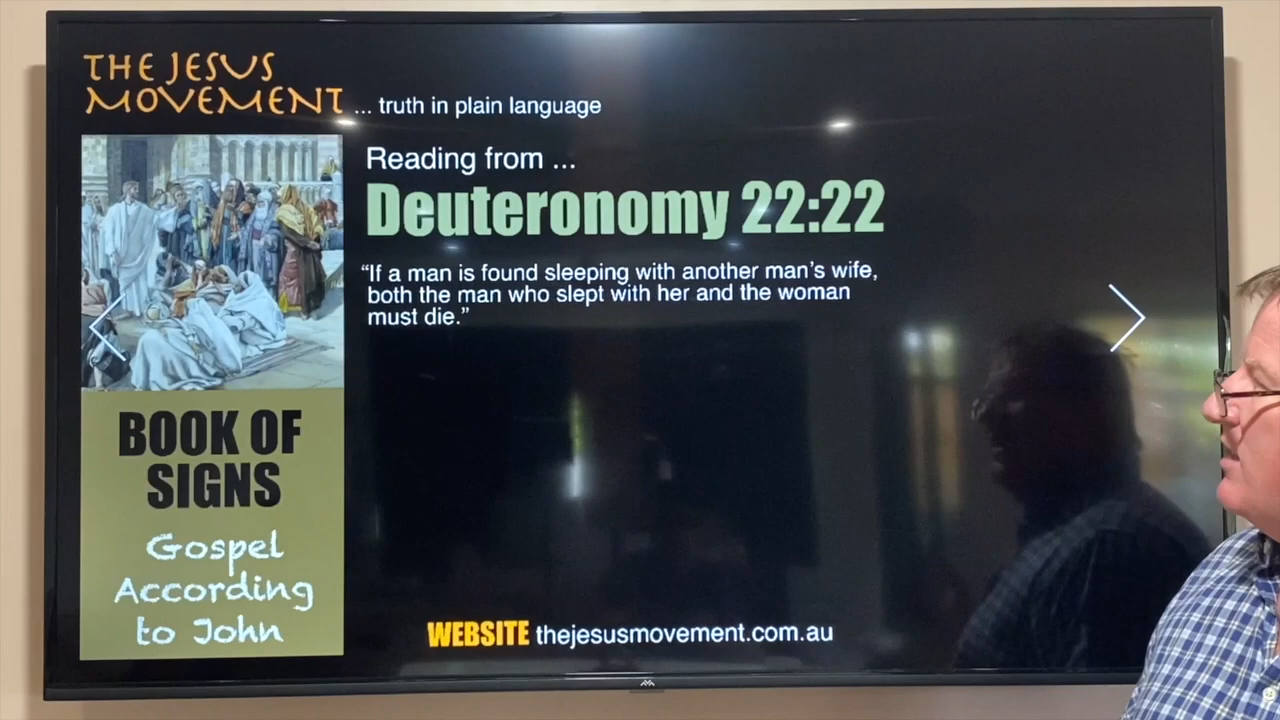 THE JESUS
MOVEMENT ... truth in plain language
Reading from ...
Deuteronomy 22:22
“If a man is found sleeping with another man’s wife,
both the man who slept with her and the woman
must die.”
BOOK OF
SIGNS
Gospel
According
to John
WEBSITE thejesusmovement.com.au